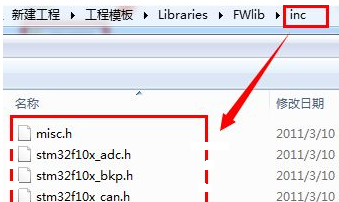 新建工程 ▸ 工程模板 ▸ Libraries ▸ FWlib ▸ inc
名称 修改日期
misc.h 2011/3/10
stm32f10x_adc.h 2011/3/10
stm32f10x_bkp.h 2011/3/10
stm32f10x_can.h 2011/3/10